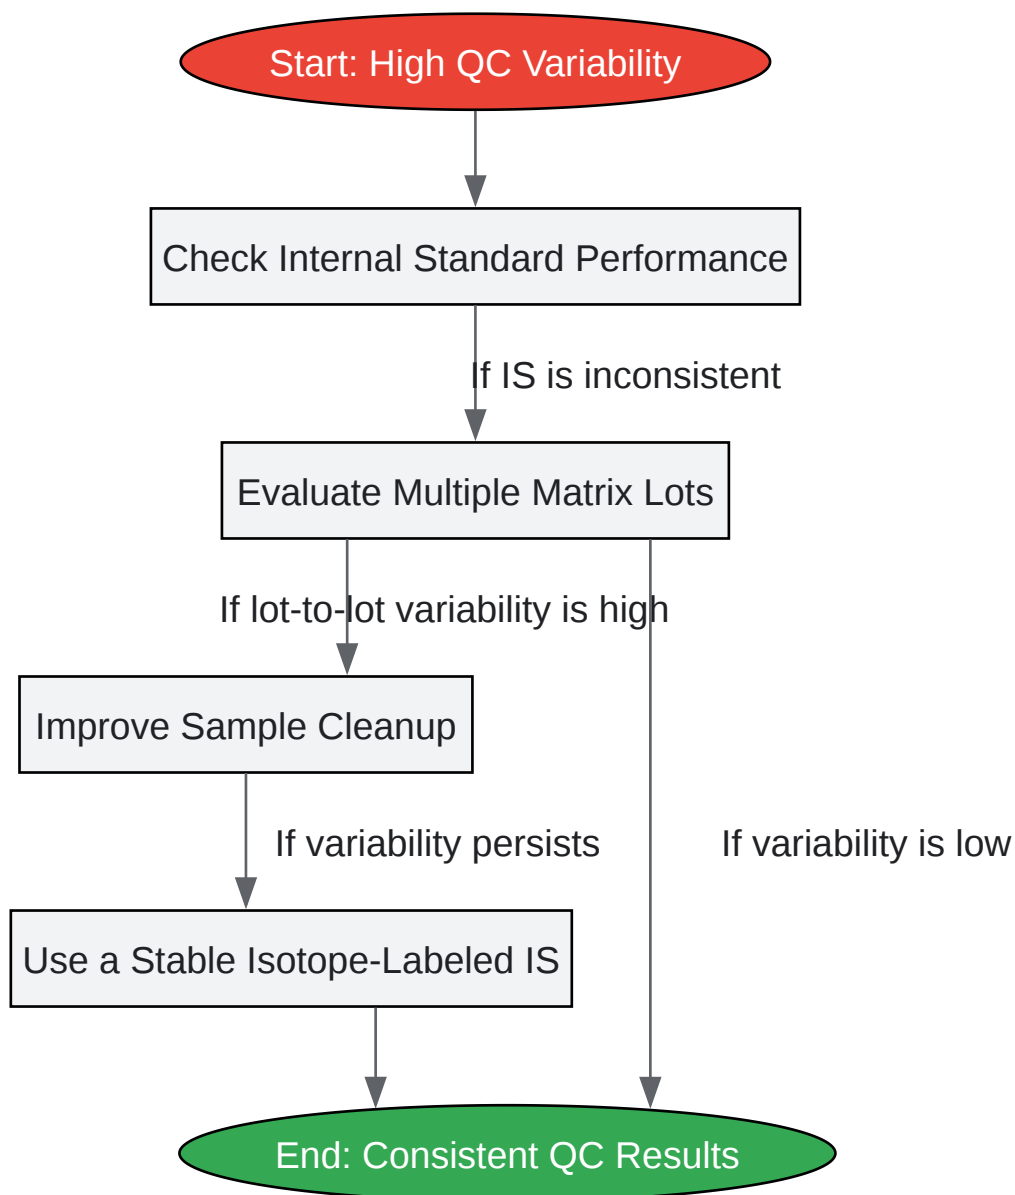 Start: High QC Variability
Check Internal Standard Performance
If IS is inconsistent
Evaluate Multiple Matrix Lots
If lot-to-lot variability is high
Improve Sample Cleanup
If variability persists
If variability is low
Use a Stable Isotope-Labeled IS
End: Consistent QC Results